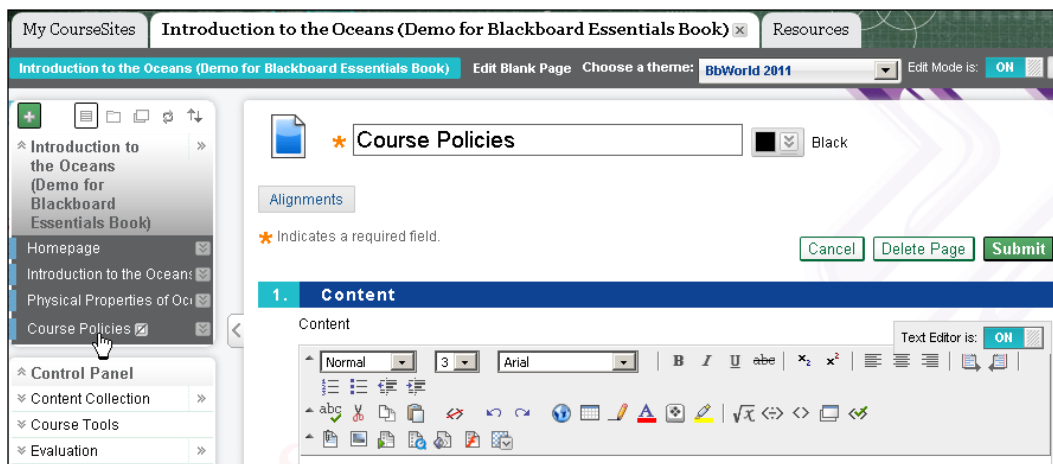 My CourseSites
Introduction to the Oceans (Demo for Blackboard Essentials Book)
Resources
Introduction to the Oceans (Demo for Blackboard Essentials Book)
Edit Blank Page
Choose a theme:
BbWorld 2011
Edit Mode is:
ON
Introduction to
the Oceans
(Demo for
Blackboard
Essentials Book)
Homepage
Introduction to the Oceans
Physical Properties of Oc
Course Policies
Control Panel
Content Collection
Course Tools
Evaluation
* Course Policies
Black
Alignments
* Indicates a required field.
Cancel
Delete Page
Submit
1. Content
Content
Text Editor is:
ON
Normal
3
Arial
B I U abc x₂ x²
abc
√x